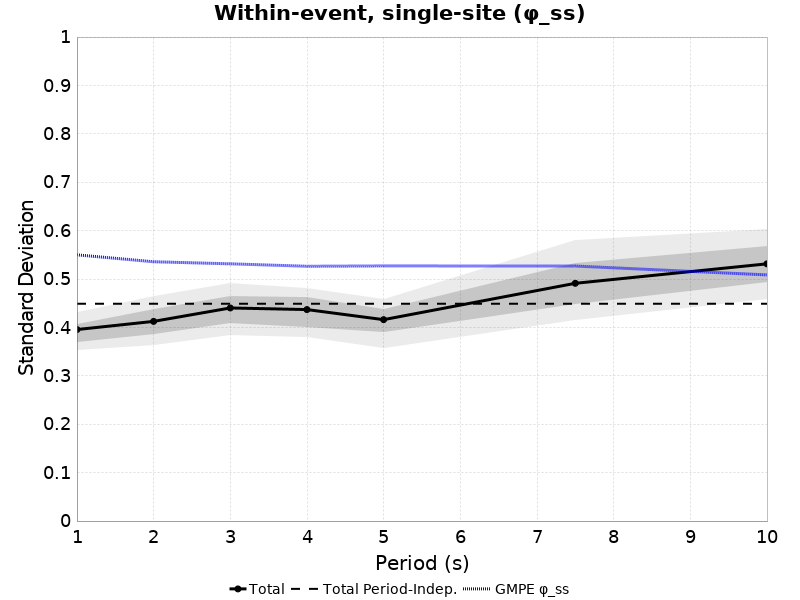 Within-event, single-site (φ_ss)
1
0.9
0.8
0.7
0.6
0.5
0.4
0.3
0.2
0.1
0
Standard Deviation
1 2 3 4 5 6 7 8 9 10
Period (s)
Total Total Period-Indep. GMPE φ_ss